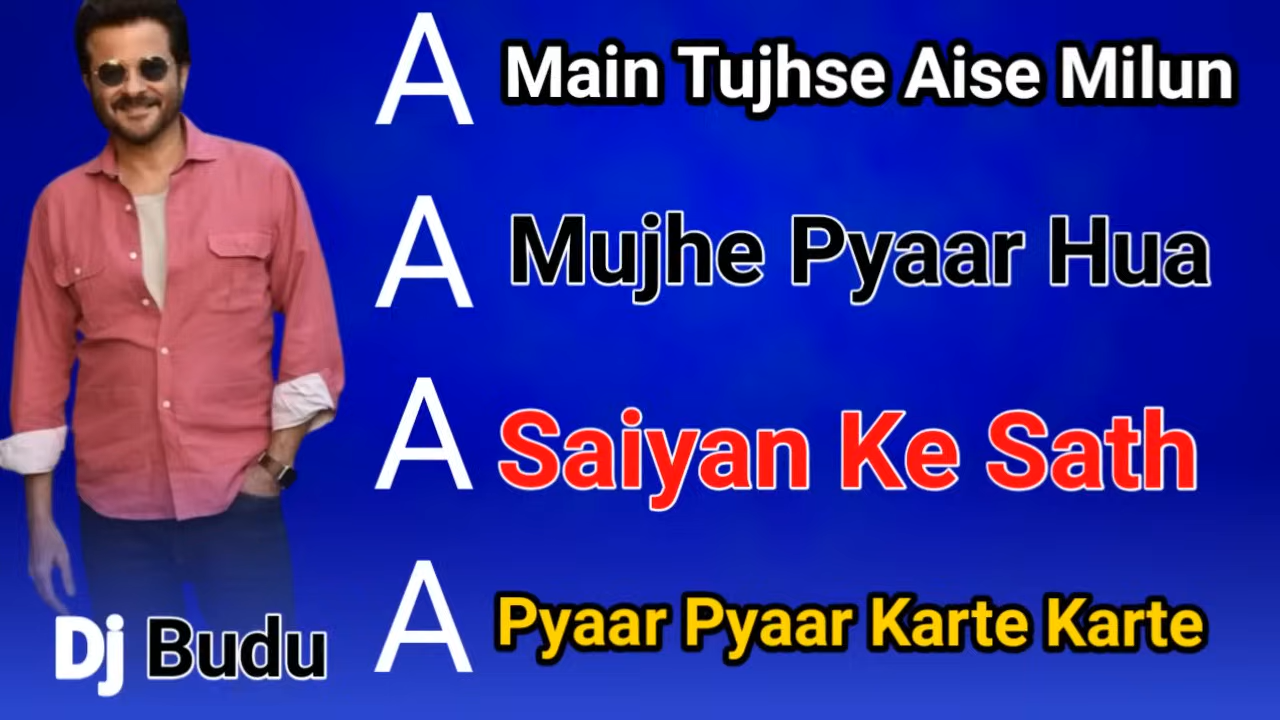 A Main Tujhse Aise Milun
A Mujhe Pyaar Hua
A Saiyan Ke Sath
A Pyaar Pyaar Karte Karte
Dj Budu